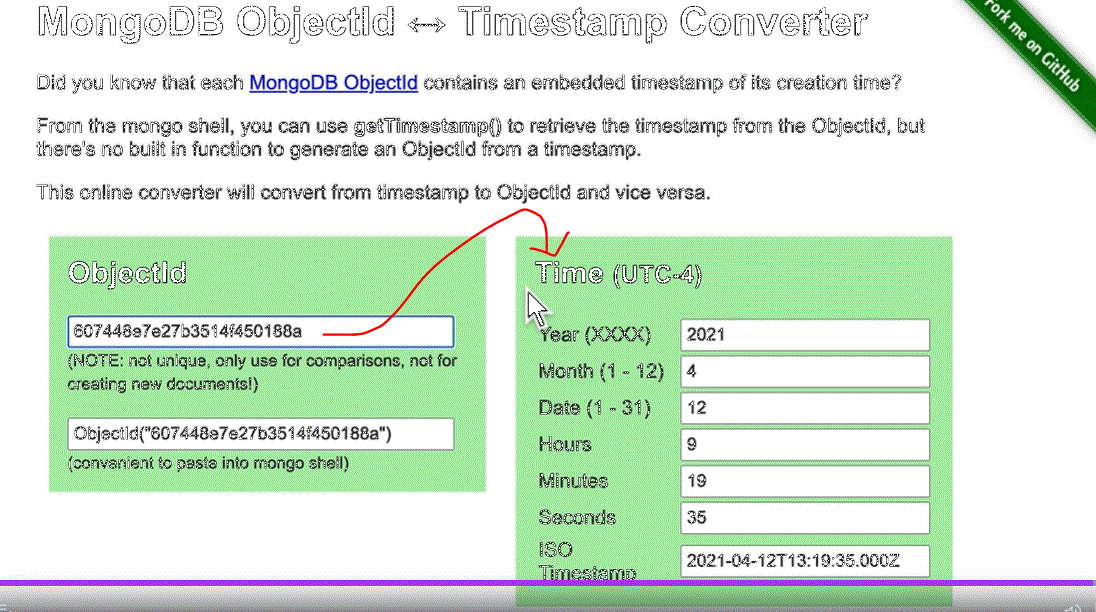 MongoDB ObjectId ↔ Timestamp Converter
Fork me on GitHub
Did you know that each MongoDB ObjectId contains an embedded timestamp of its creation time?
From the mongo shell, you can use getTimestamp() to retrieve the timestamp from the ObjectId, but
there's no built in function to generate an ObjectId from a timestamp.
This online converter will convert from timestamp to ObjectId and vice versa.
ObjectId
607448e7e27b3514f450188a
(NOTE: not unique, only use for comparisons, not for
creating new documents!)
ObjectId("607448e7e27b3514f450188a")
(convenient to paste into mongo shell)
Time (UTC-4)
Year (XXXX) 2021
Month (1 - 12) 4
Date (1 - 31) 12
Hours 9
Minutes 19
Seconds 35
ISO
Timestamp 2021-04-12T13:19:35.000Z